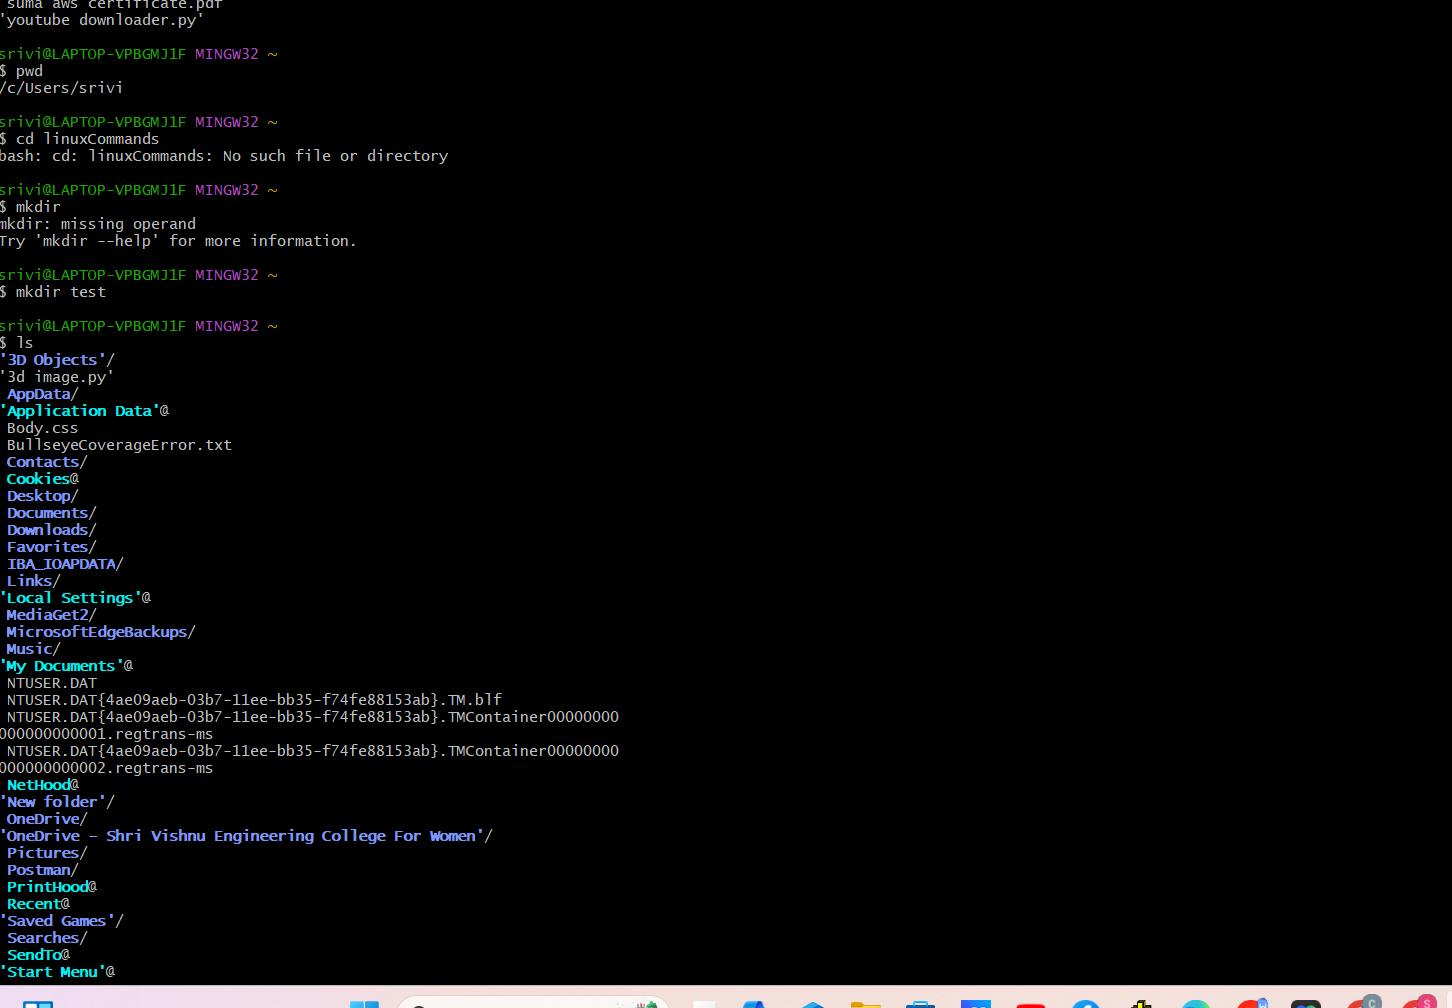 suma aws certificate.pdf
'youtube downloader.py'
srivi@LAPTOP-VPBGMJ1F MINGW32 ~
$ pwd
/c/Users/srivi
srivi@LAPTOP-VPBGMJ1F MINGW32 ~
$ cd linuxCommands
bash: cd: linuxCommands: No such file or directory
srivi@LAPTOP-VPBGMJ1F MINGW32 ~
$ mkdir
mkdir: missing operand
Try 'mkdir --help' for more information.
srivi@LAPTOP-VPBGMJ1F MINGW32 ~
$ mkdir test
srivi@LAPTOP-VPBGMJ1F MINGW32 ~
$ ls
'3D Objects'/
'3d image.py'
AppData/
'Application Data'@
Body.css
BullseyeCoverageError.txt
Contacts/
Cookies@
Desktop/
Documents/
Downloads/
Favorites/
IBA_IOAPDATA/
Links/
'Local Settings'@
MediaGet2/
MicrosoftEdgeBackups/
Music/
'My Documents'@
NTUSER.DAT
NTUSER.DAT{4ae09aeb-03b7-11ee-bb35-f74fe88153ab}.TM.blf
NTUSER.DAT{4ae09aeb-03b7-11ee-bb35-f74fe88153ab}.TMContainer00000000
000000000001.regtrans-ms
NTUSER.DAT{4ae09aeb-03b7-11ee-bb35-f74fe88153ab}.TMContainer00000000
000000000002.regtrans-ms
NetHood@
'New folder'/
OneDrive/
'OneDrive - Shri Vishnu Engineering College For Women'/
Pictures/
Postman/
PrintHood@
Recent@
'Saved Games'/
Searches/
SendTo@
'Start Menu'@
C
S